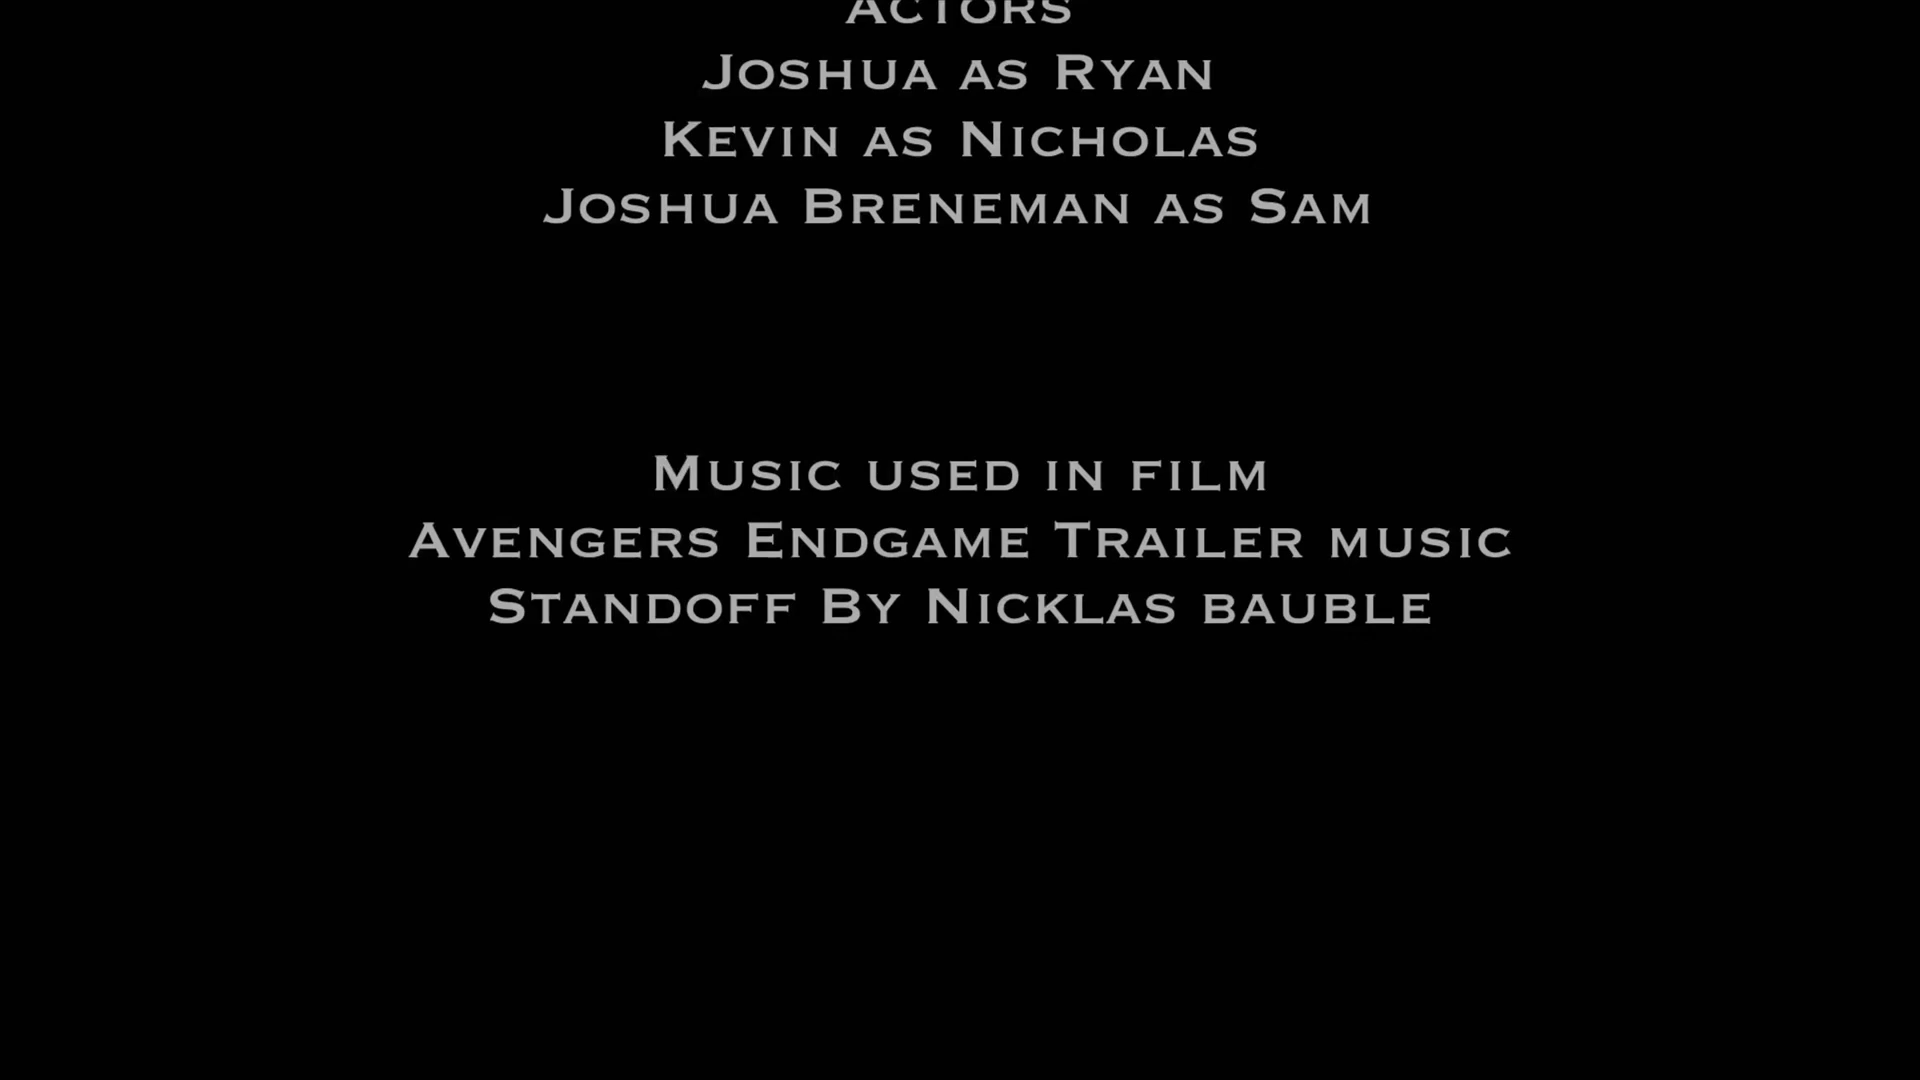 Actors
Joshua as Ryan
Kevin as Nicholas
Joshua Breneman as Sam
Music used in film
Avengers Endgame Trailer music
Standoff By Nicklas bauble